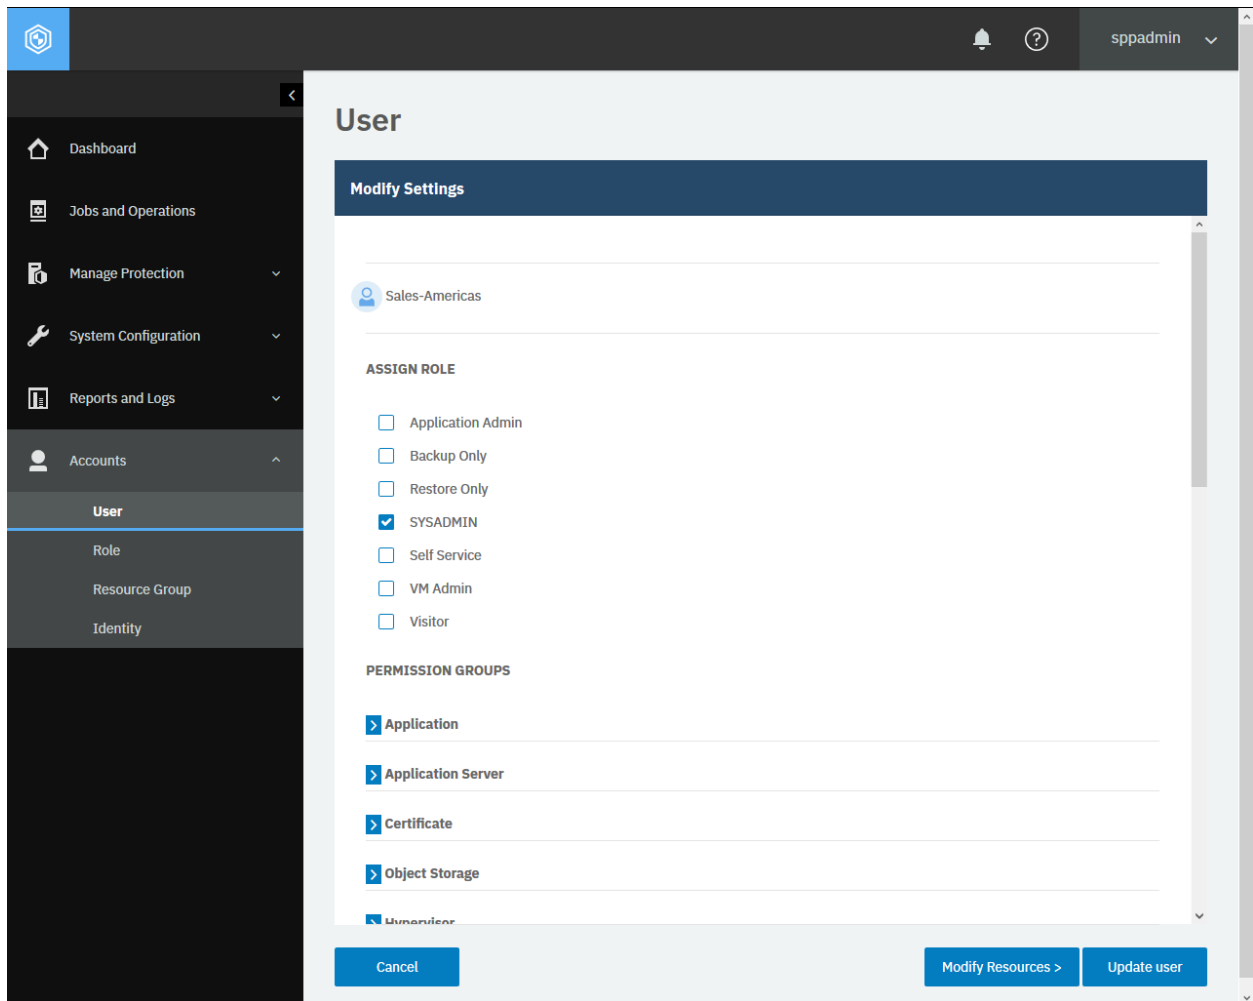 sppadmin
Dashboard
Jobs and Operations
Manage Protection
System Configuration
Reports and Logs
Accounts
User
Role
Resource Group
Identity
User
Modify Settings
Sales-Americas
ASSIGN ROLE
Application Admin
Backup Only
Restore Only
SYSADMIN
Self Service
VM Admin
Visitor
PERMISSION GROUPS
Application
Application Server
Certificate
Object Storage
Hypervisor
Cancel
Modify Resources >
Update user